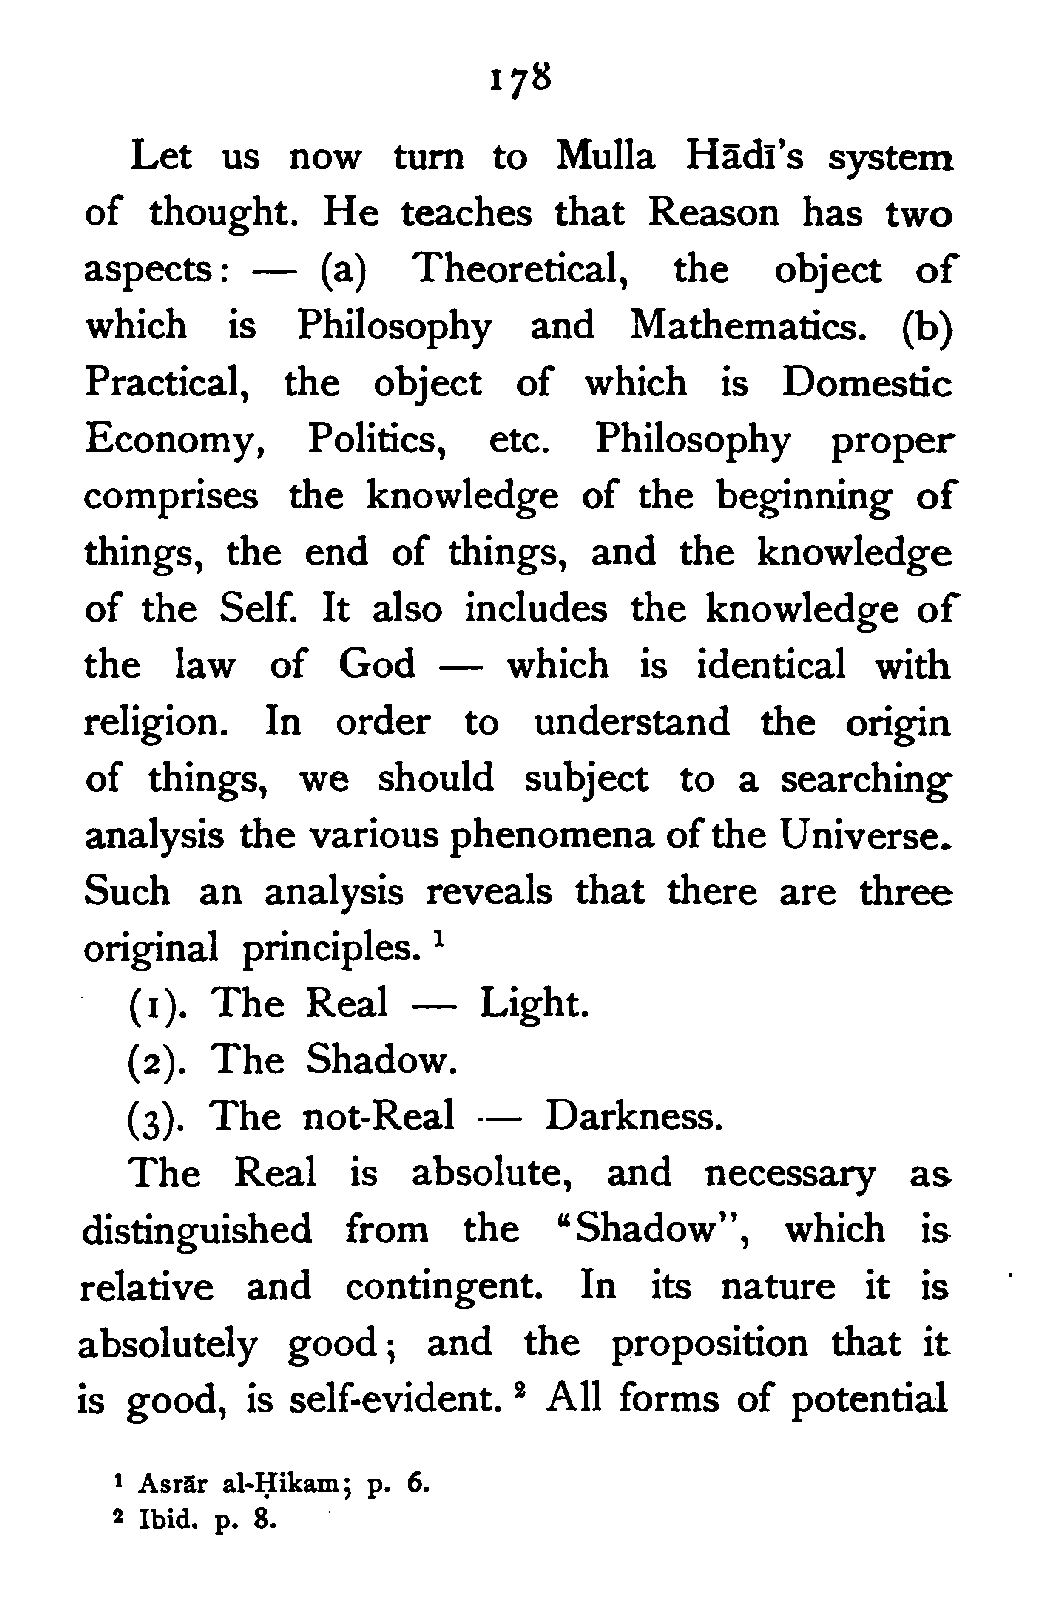 178
Let us now turn to Mulla Hādī's system
of thought. He teaches that Reason has two
aspects: — (a) Theoretical, the object of
which is Philosophy and Mathematics. (b)
Practical, the object of which is Domestic
Economy, Politics, etc. Philosophy proper
comprises the knowledge of the beginning of
things, the end of things, and the knowledge
of the Self. It also includes the knowledge of
the law of God — which is identical with
religion. In order to understand the origin
of things, we should subject to a searching
analysis the various phenomena of the Universe.
Such an analysis reveals that there are three
original principles. ¹
(1). The Real — Light.
(2). The Shadow.
(3). The not-Real — Darkness.
The Real is absolute, and necessary as
distinguished from the “Shadow”, which is
relative and contingent. In its nature it is
absolutely good; and the proposition that it
is good, is self-evident. ² All forms of potential
¹ Asrār al-Ḥikam; p. 6.
² Ibid. p. 8.